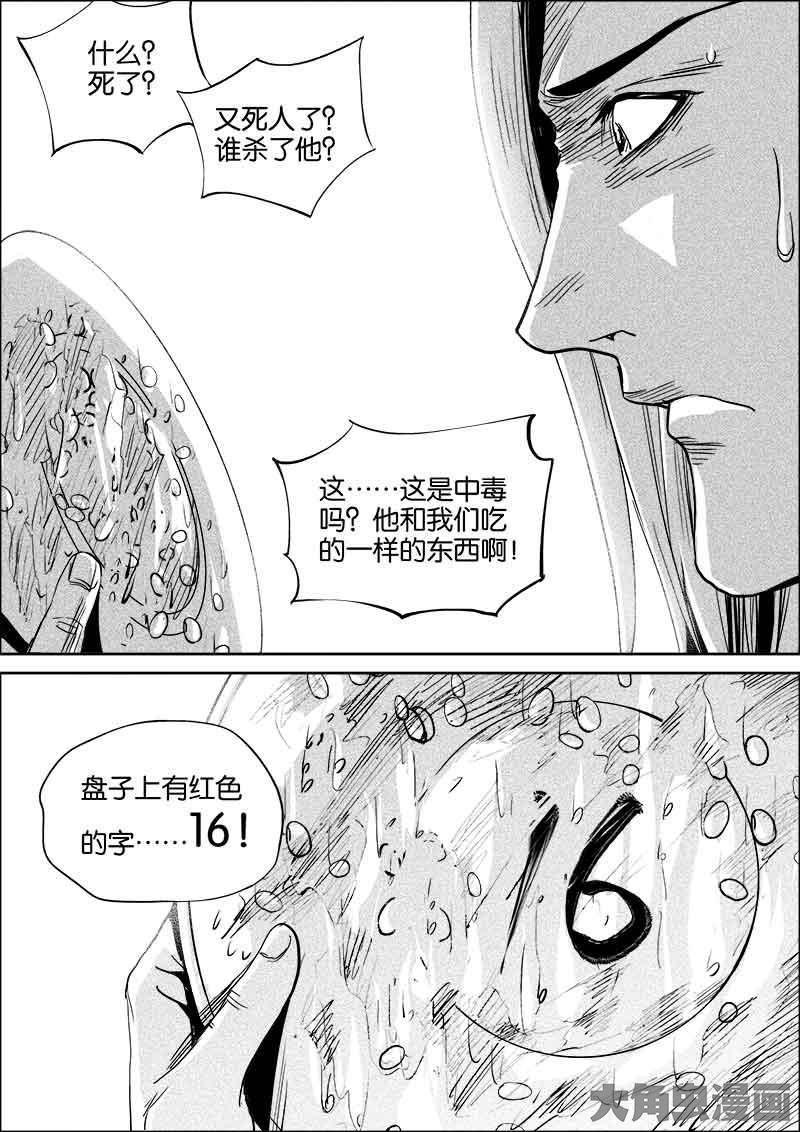 什么?
死了?
又死人了?
谁杀了他?
这……这是中毒
吗?他和我们吃
的一样的东西啊!
盘子上有红色
的字……16!
16
大角虫漫画